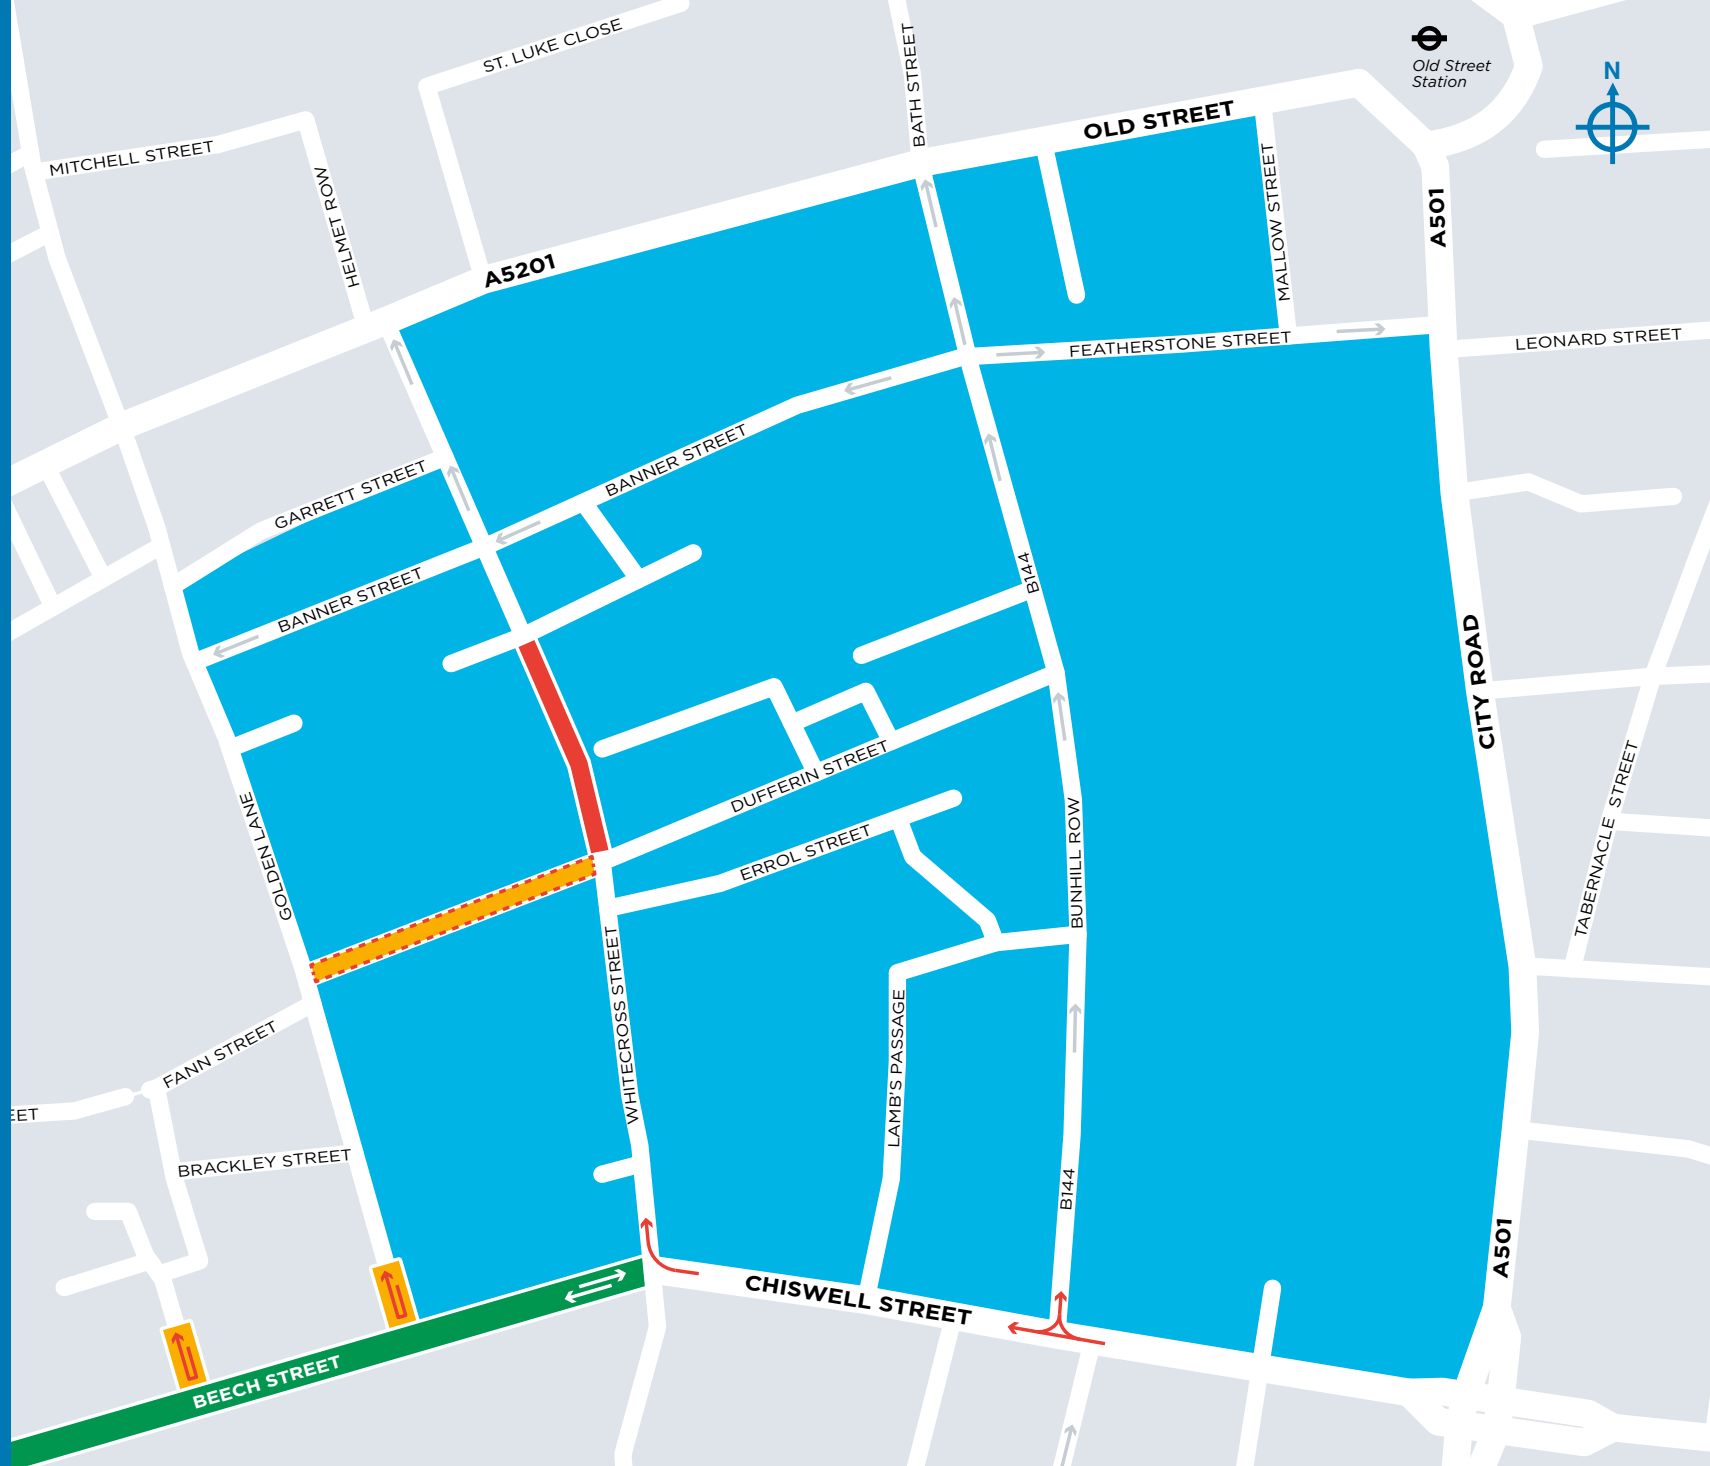 ST. LUKE CLOSE
BATH STREET
Old Street
Station
N
OLD STREET
MITCHELL STREET
HELMET ROW
MALLOW STREET
A501
A5201
FEATHERSTONE STREET
LEONARD STREET
BANNER STREET
GARRETT STREET
BANNER STREET
B144
CITY ROAD
DUFFERIN STREET
TABERNACLE STREET
GOLDEN LANE
ERROL STREET
BUNHILL ROW
WHITECROSS STREET
LAMB'S PASSAGE
FANN STREET
EET
BRACKLEY STREET
B144
A501
CHISWELL STREET
BEECH STREET